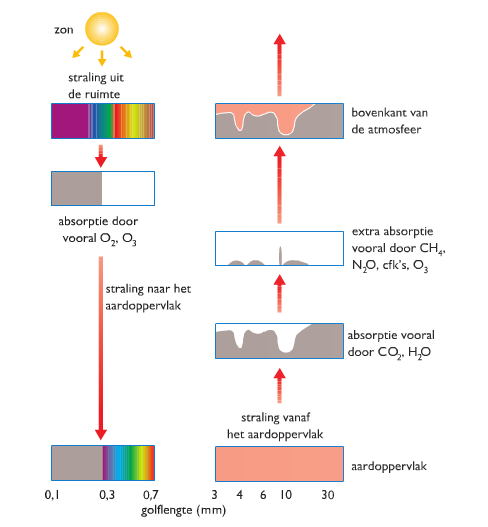 zon
straling uit
de ruimte
absorptie door
vooral O₂, O₃
straling naar het
aardoppervlak
0,1 0,3 0,7
bovenkant van
de atmosfeer
extra absorptie
vooral door CH₄,
N₂O, cfk's, O₃
absorptie vooral
door CO₂, H₂O
straling vanaf
het aardoppervlak
aardoppervlak
3 4 6 10 30
golflengte (mm)